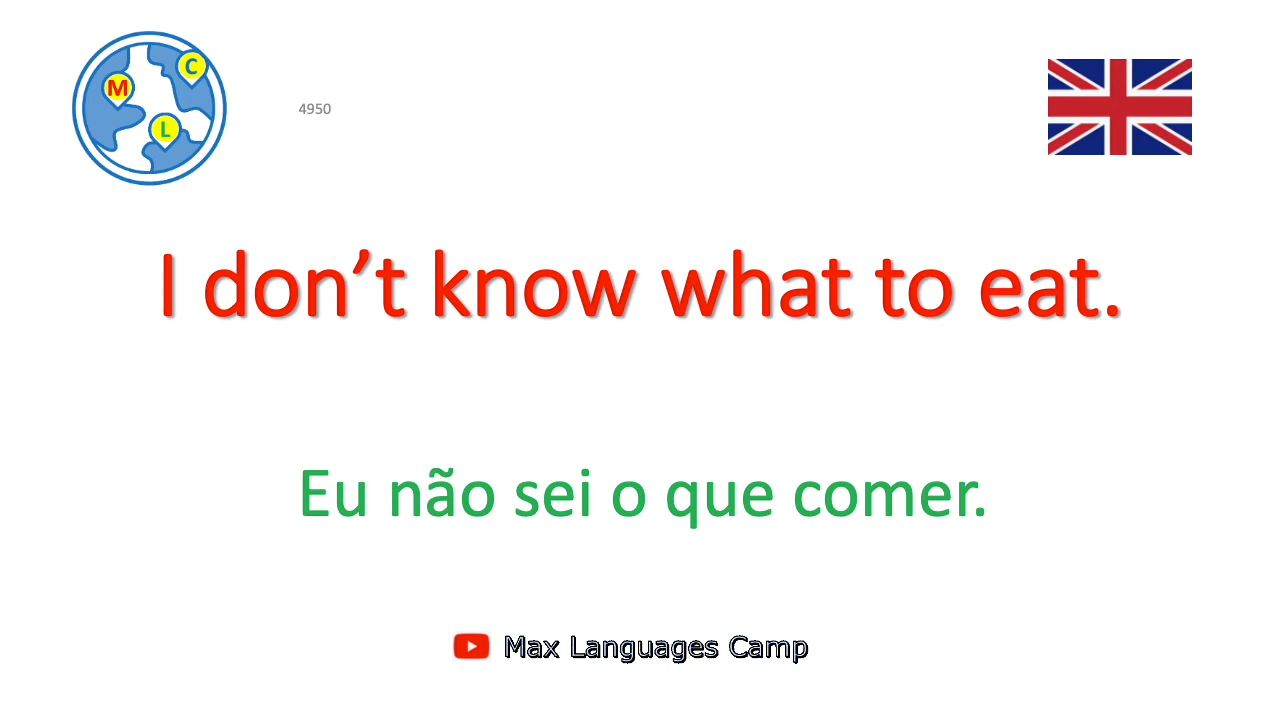 M
C
L
4950
I don’t know what to eat.
Eu não sei o que comer.
Max Languages Camp